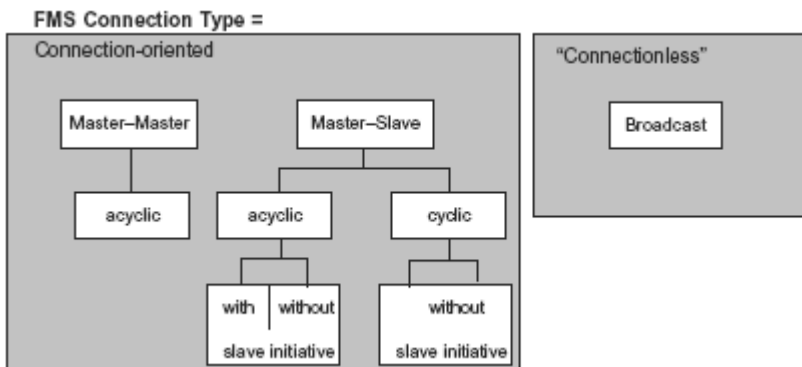 FMS Connection Type =
Connection-oriented
"Connectionless"
Master–Master
Master–Slave
Broadcast
acyclic
acyclic
cyclic
with
without
slave initiative
without
slave initiative